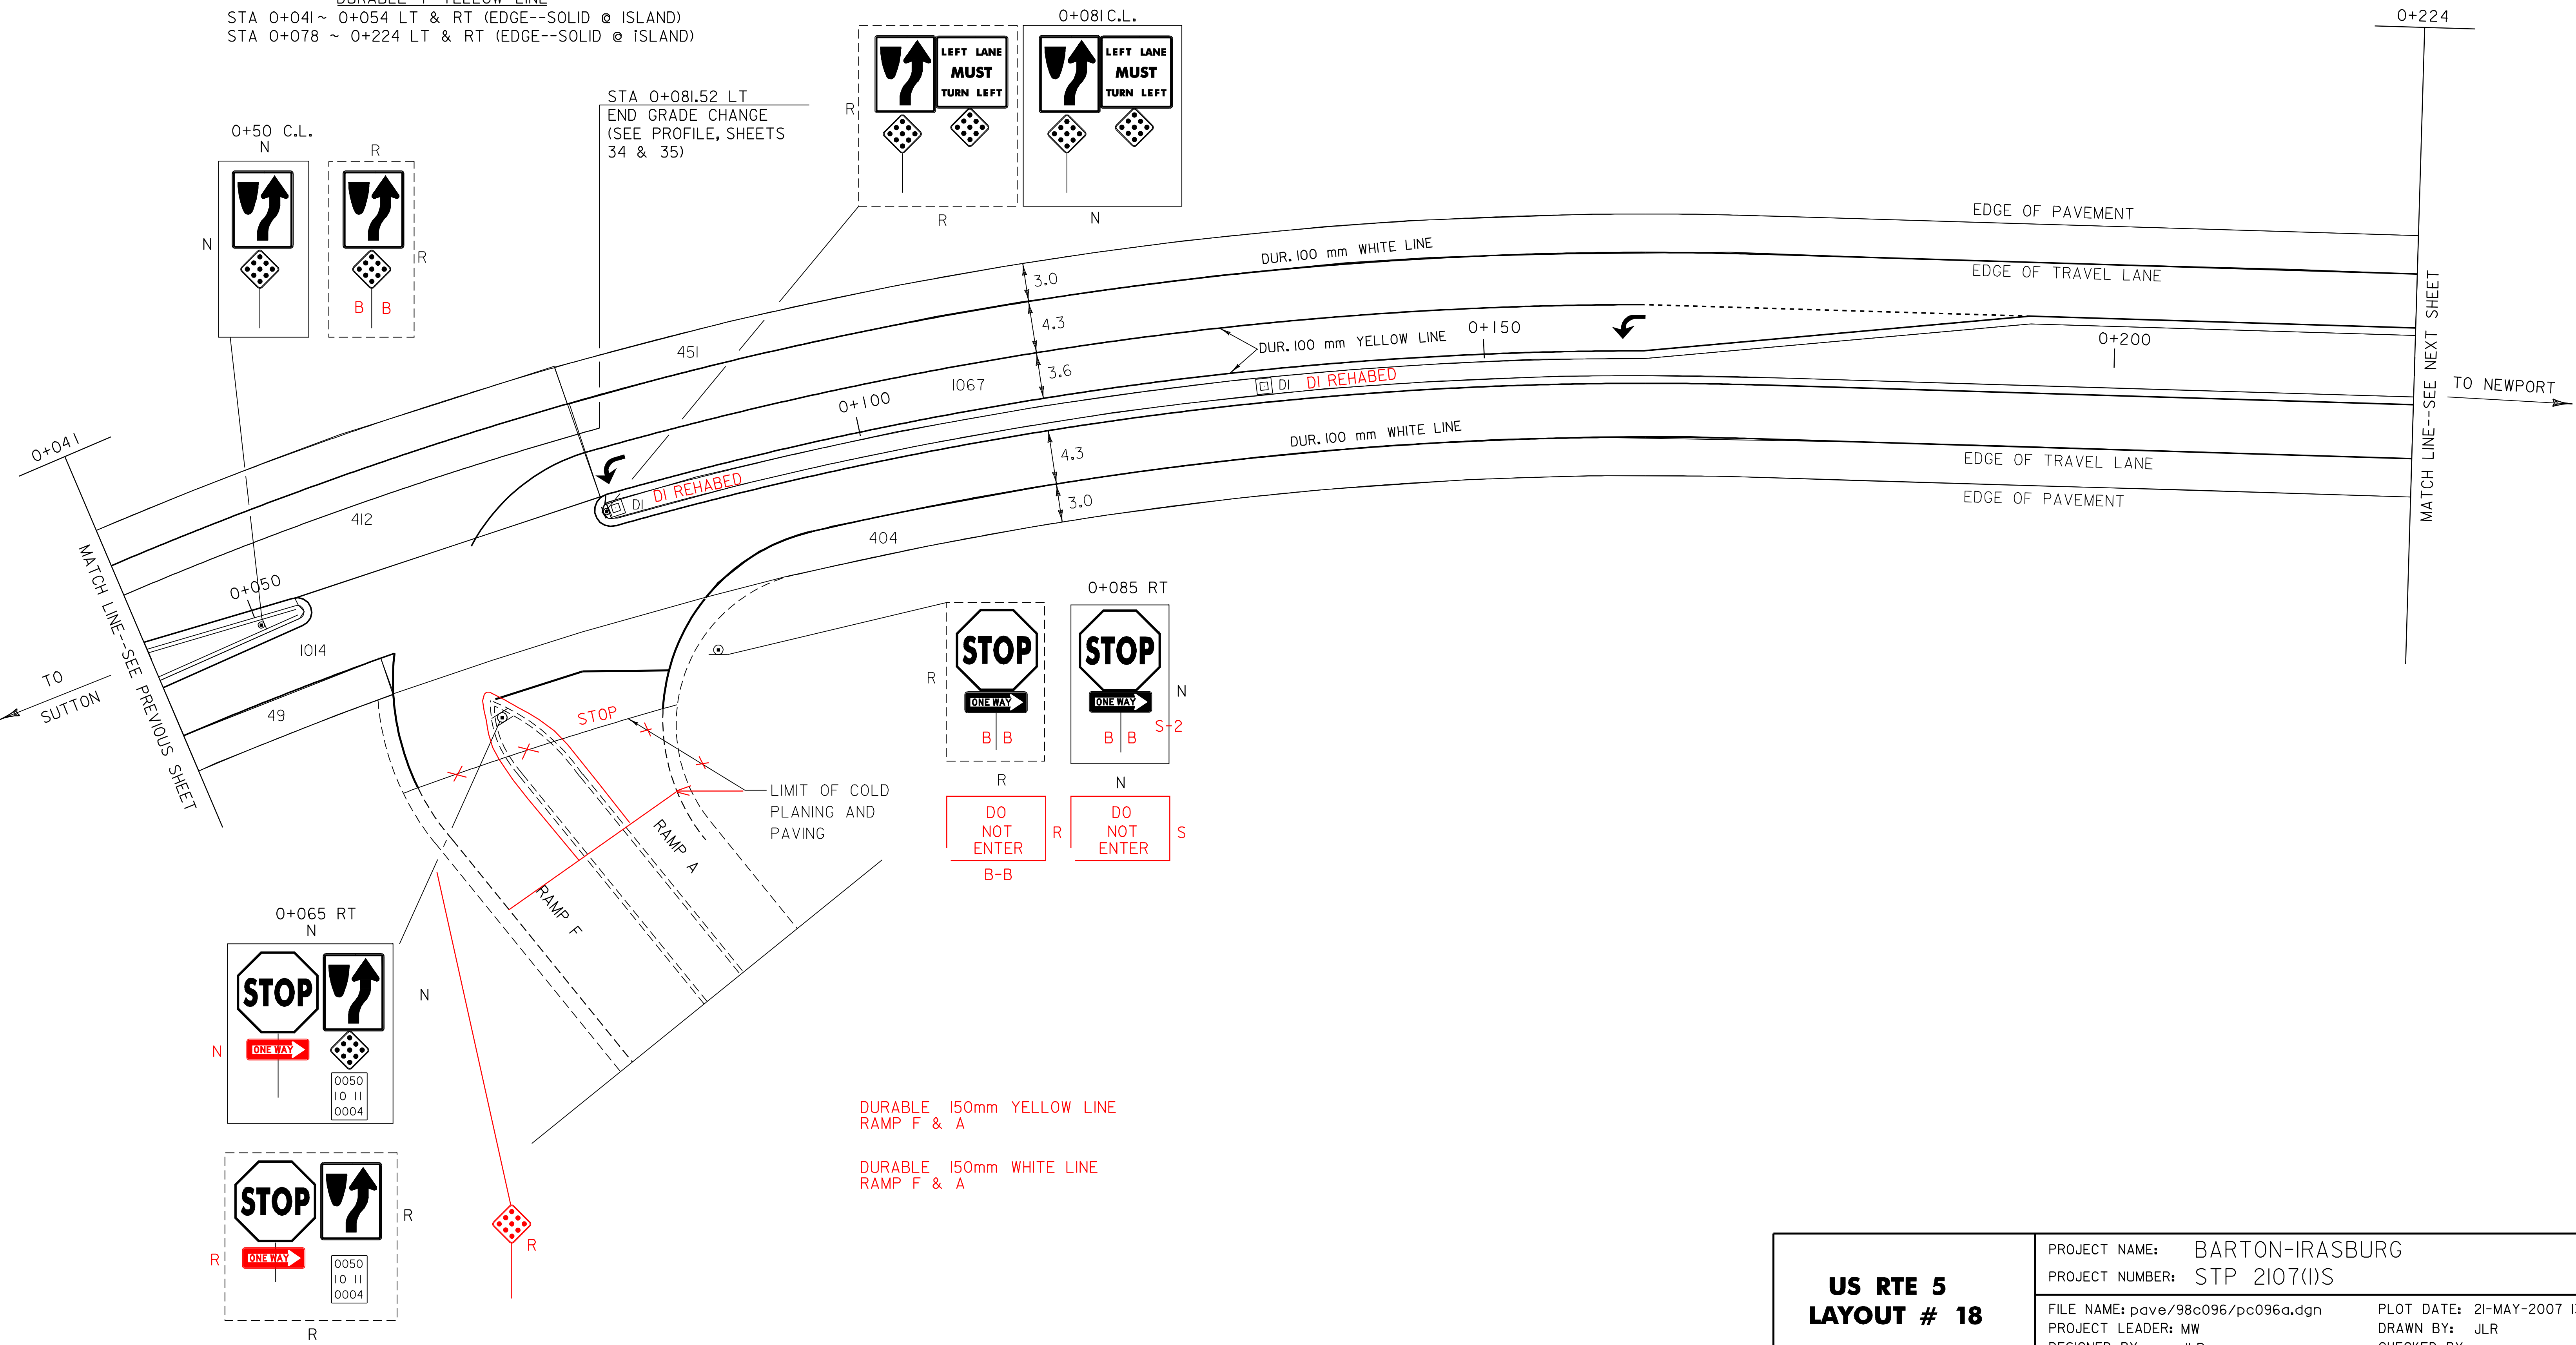 DURABLE 4" YELLOW LINE
STA 0+041 ~ 0+054 LT & RT (EDGE--SOLID @ ISLAND)
STA 0+078 ~ 0+224 LT & RT (EDGE--SOLID @ ISLAND)
0+50 C.L.
N
N
R
R
B B
STA 0+081.52 LT
END GRADE CHANGE
(SEE PROFILE, SHEETS
34 & 35)
0+081 C.L.
R
LEFT LANE
MUST
TURN LEFT
R
LEFT LANE
MUST
TURN LEFT
N
0+224
EDGE OF PAVEMENT
DUR. 100 mm WHITE LINE
EDGE OF TRAVEL LANE
3.0
4.3
3.6
4.3
3.0
451
1067
412
404
1014
49
DUR. 100 mm YELLOW LINE
0+150
0+200
0+100
0+050
0+041
DI DI REHABED
DI DI REHABED
DUR. 100 mm WHITE LINE
EDGE OF TRAVEL LANE
EDGE OF PAVEMENT
MATCH LINE--SEE NEXT SHEET
TO NEWPORT
MATCH LINE--SEE PREVIOUS SHEET
TO
SUTTON
STOP
LIMIT OF COLD
PLANING AND
PAVING
RAMP A
RAMP F
0+085 RT
R
STOP
ONE WAY
B B
R
STOP
ONE WAY
B B
N
S-2
N
DO
NOT
ENTER
R
B-B
DO
NOT
ENTER
S
0+065 RT
N
STOP
N
N
ONE WAY
0050
10 11
0004
STOP
R
R
ONE WAY
0050
10 11
0004
R
R
DURABLE 150mm YELLOW LINE
RAMP F & A
DURABLE 150mm WHITE LINE
RAMP F & A
US RTE 5
LAYOUT # 18
PROJECT NAME: BARTON-IRASBURG
PROJECT NUMBER: STP 2107(1)S
FILE NAME: pave/98c096/pc096a.dgn
PLOT DATE: 21-MAY-2007
PROJECT LEADER: MW
DRAWN BY: JLR